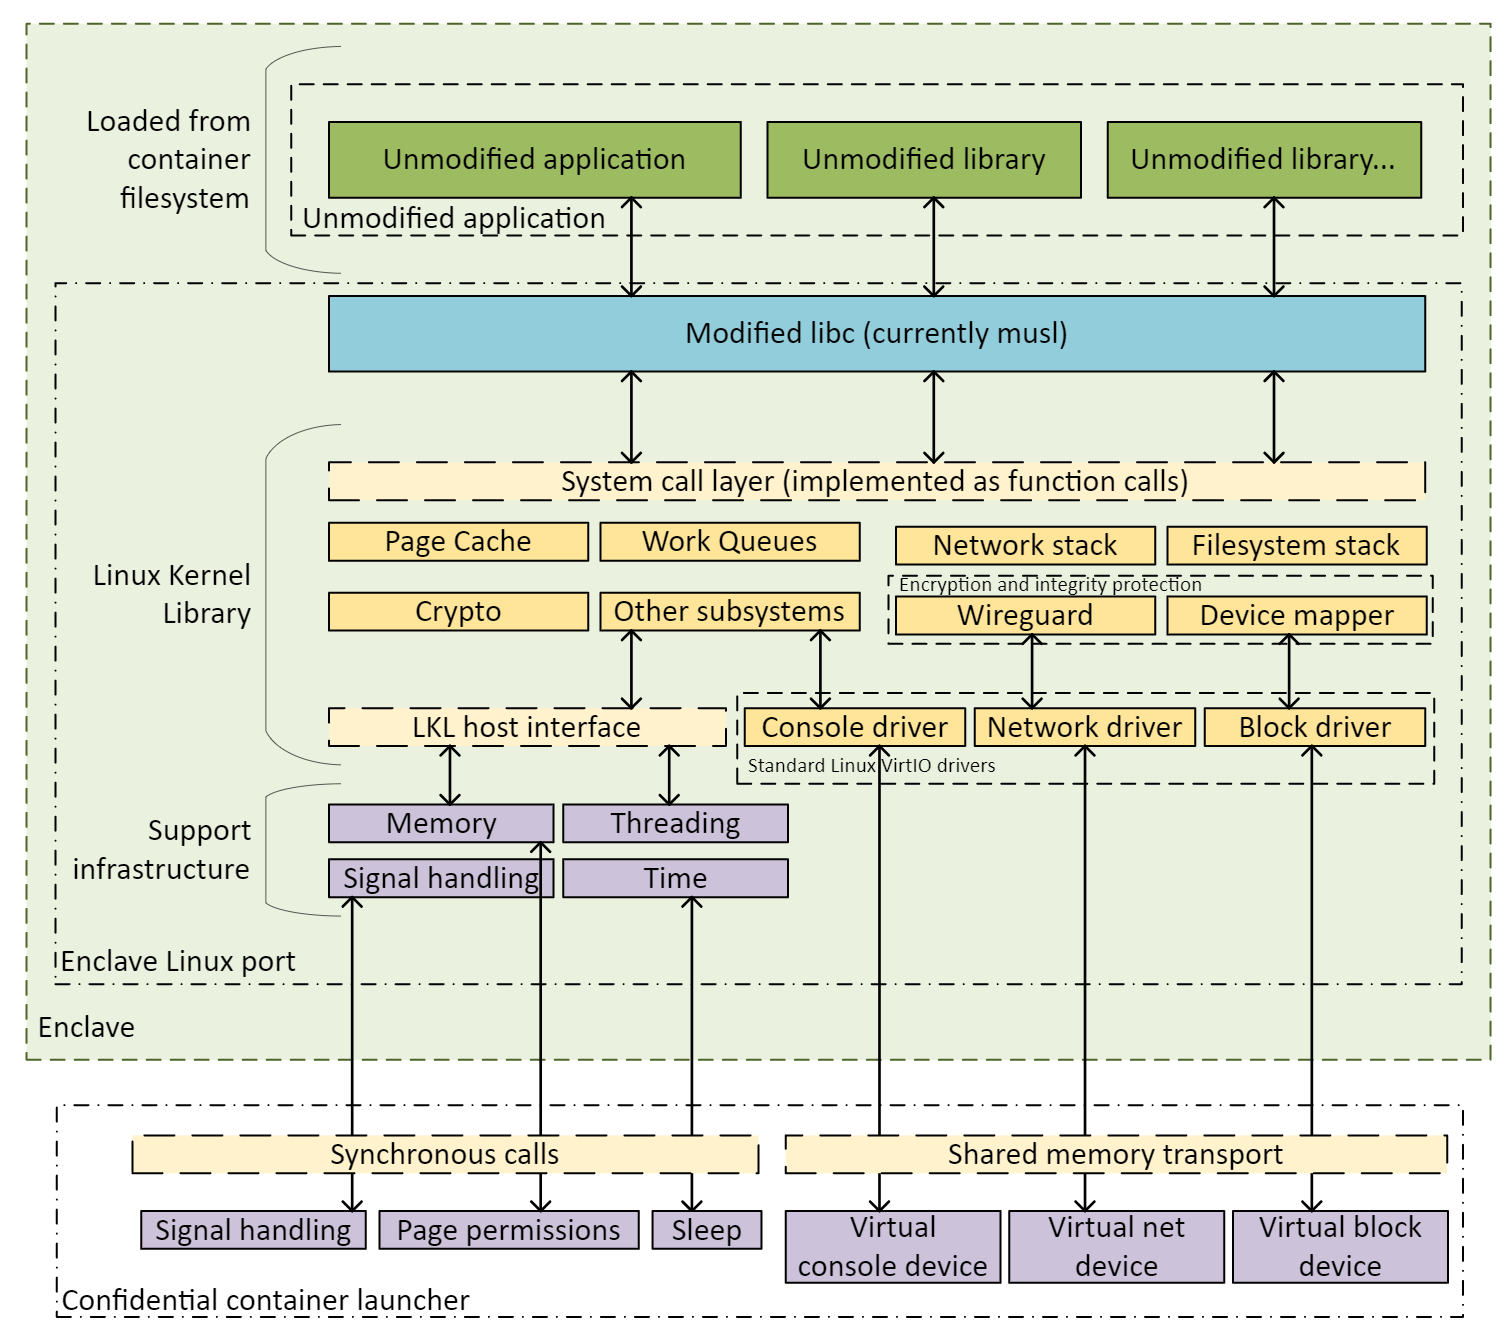 Loaded from
container
filesystem
Unmodified application
Unmodified library
Unmodified library...
Unmodified application
Modified libc (currently musl)
System call layer (implemented as function calls)
Linux Kernel
Library
Page Cache
Work Queues
Network stack
Filesystem stack
Encryption and integrity protection
Crypto
Other subsystems
Wireguard
Device mapper
LKL host interface
Console driver
Network driver
Block driver
Standard Linux VirtIO drivers
Support
infrastructure
Memory
Threading
Signal handling
Time
Enclave Linux port
Enclave
Synchronous calls
Shared memory transport
Signal handling
Page permissions
Sleep
Virtual
console device
Virtual net
device
Virtual block
device
Confidential container launcher